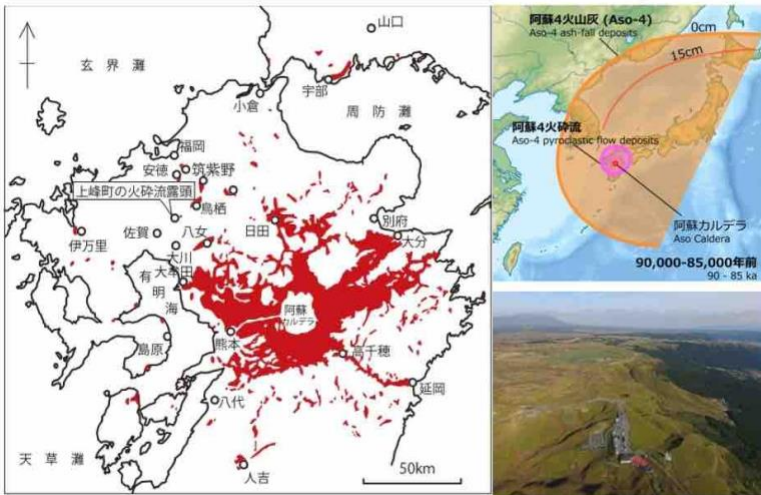 山口
玄界灘
宇部
小倉
周防灘
福岡
安徳
筑紫野
上峰町の火砕流露頭
鳥栖
別府
伊万里
佐賀
八女
日田
大分
大川
大牟田
有明海
阿蘇
カルデラ
島原
熊本
高千穂
延岡
八代
天草灘
人吉
50km
阿蘇4火山灰 (Aso-4)
Aso-4 ash-fall deposits
0cm
15cm
阿蘇4火砕流
Aso-4 pyroclastic flow deposits
阿蘇カルデラ
Aso Caldera
90,000-85,000年前
90 - 85 ka